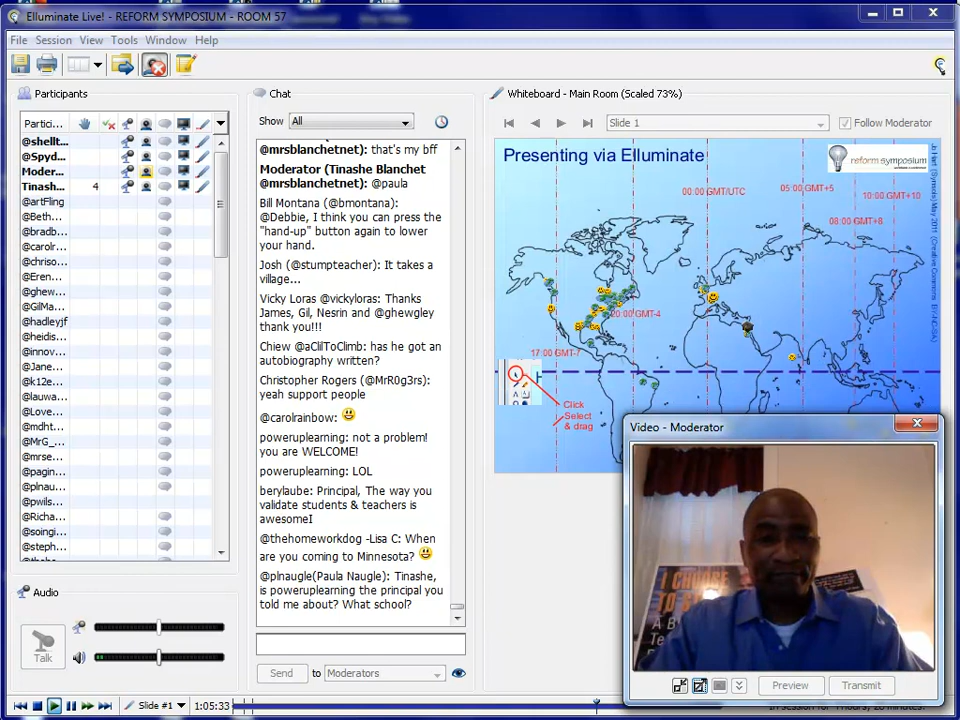 Elluminate Live! - REFORM SYMPOSIUM - ROOM 57
File Session View Tools Window Help
Participants
Partici...
@shellt...
@Spyd...
Moder...
Tinash... 4
@artFling
@Beth...
@bradb...
@carolr...
@chriso...
@Eren...
@ghew...
@GilMa...
@hadleyjf
@heidis...
@innov...
@Jane...
@k12e...
@lauwa...
@Love...
@mdht...
@MrG_...
@mrse...
@pagin...
@plnau...
@pwils...
@Richa...
@soingi...
@steph...
Audio
Talk
Chat
Show All
@mrsblanchetnet): that's my bff
Moderator (Tinashe Blanchet
@mrsblanchetnet): @paula
Bill Montana (@bmontana):
@Debbie, I think you can press the
"hand-up" button again to lower
your hand.
Josh (@stumpteacher): It takes a
village...
Vicky Loras @vickyloras: Thanks
James, Gil, Nesrin and @ghewgley
thank you!!!
Chiew @aClilToClimb: has he got an
autobiography written?
Christopher Rogers (@MrR0g3rs):
yeah support people
@carolrainbow:
poweruplearning: not a problem!
you are WELCOME!
poweruplearning: LOL
berylaube: Principal, The way you
validate students & teachers is
awesomeI
@thehomeworkdog -Lisa C: When
are you coming to Minnesota?
@plnaugle(Paula Naugle): Tinashe,
is poweruplearning the principal you
told me about? What school?
Send to Moderators
Whiteboard - Main Room (Scaled 73%)
Slide 1
Follow Moderator
Presenting via Elluminate
reform symposium
00:00 GMT/UTC
05:00 GMT+5
10:00 GMT+10
08:00 GMT+8
20:00 GMT-4
17:00 GMT-7
Click
Select
& drag
Video - Moderator
I CHOOSE
TO
A B
Te
Preview Transmit
Slide #1 1:05:33